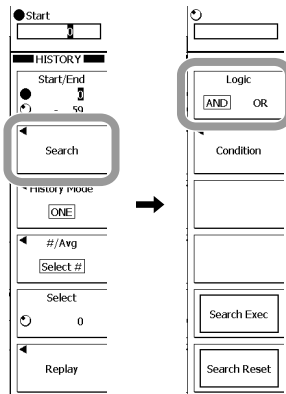 Start
0
HISTORY
Start/End
0
- 59
Search
History Mode
ONE
#/Avg
Select #
Select
0
Replay
Logic
AND OR
Condition
Search Exec
Search Reset